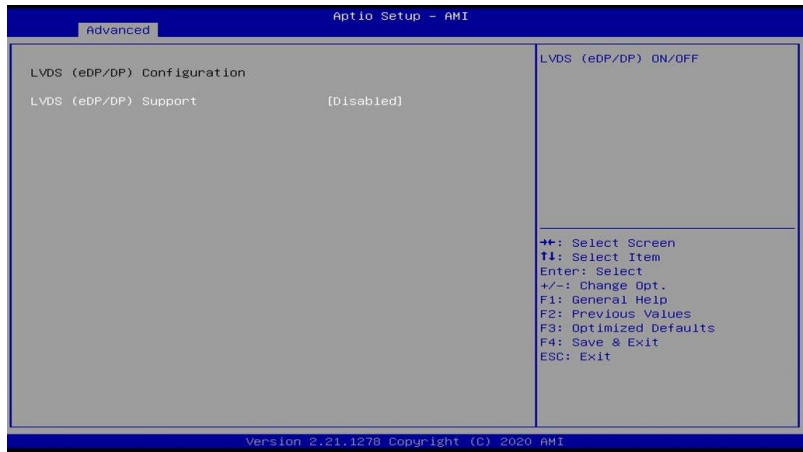 Aptio Setup – AMI
Advanced
LVDS (eDP/DP) Configuration
LVDS (eDP/DP) Support [Disabled]
LVDS (eDP/DP) ON/OFF
→←: Select Screen
↑↓: Select Item
Enter: Select
+/-: Change Opt.
F1: General Help
F2: Previous Values
F3: Optimized Defaults
F4: Save & Exit
ESC: Exit
Version 2.21.1278 Copyright (C) 2020 AMI